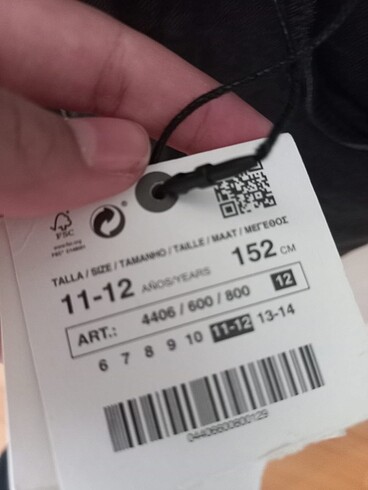 FSC
TALLA / SIZE / TAMANHO / TAILLE / MAAT / ΜΕΓΕΘΟΣ
11-12 AÑOS/YEARS 152 CM
ART.: 4406 / 600 / 800 12
6 7 8 9 10 11-12 13-14
04406600800129